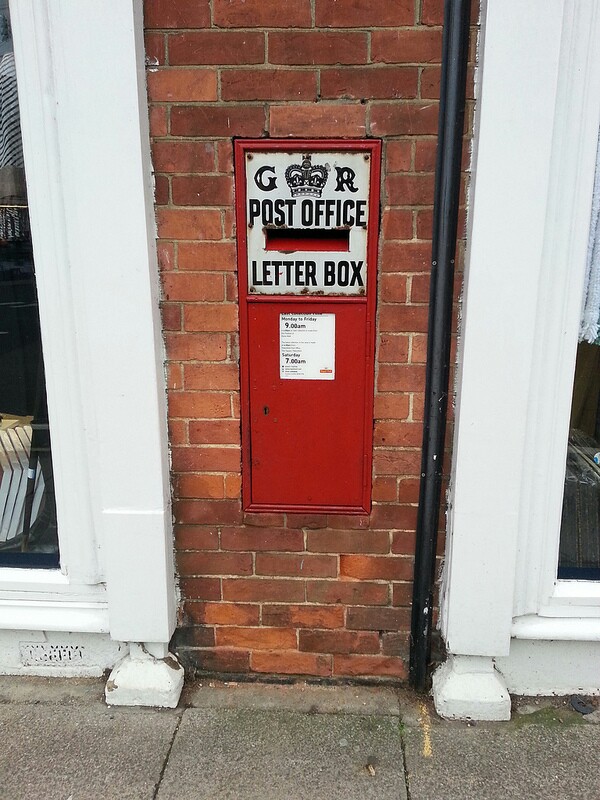 G R
POST OFFICE
LETTER BOX
Monday to Friday
9.00am
Saturday
7.00am